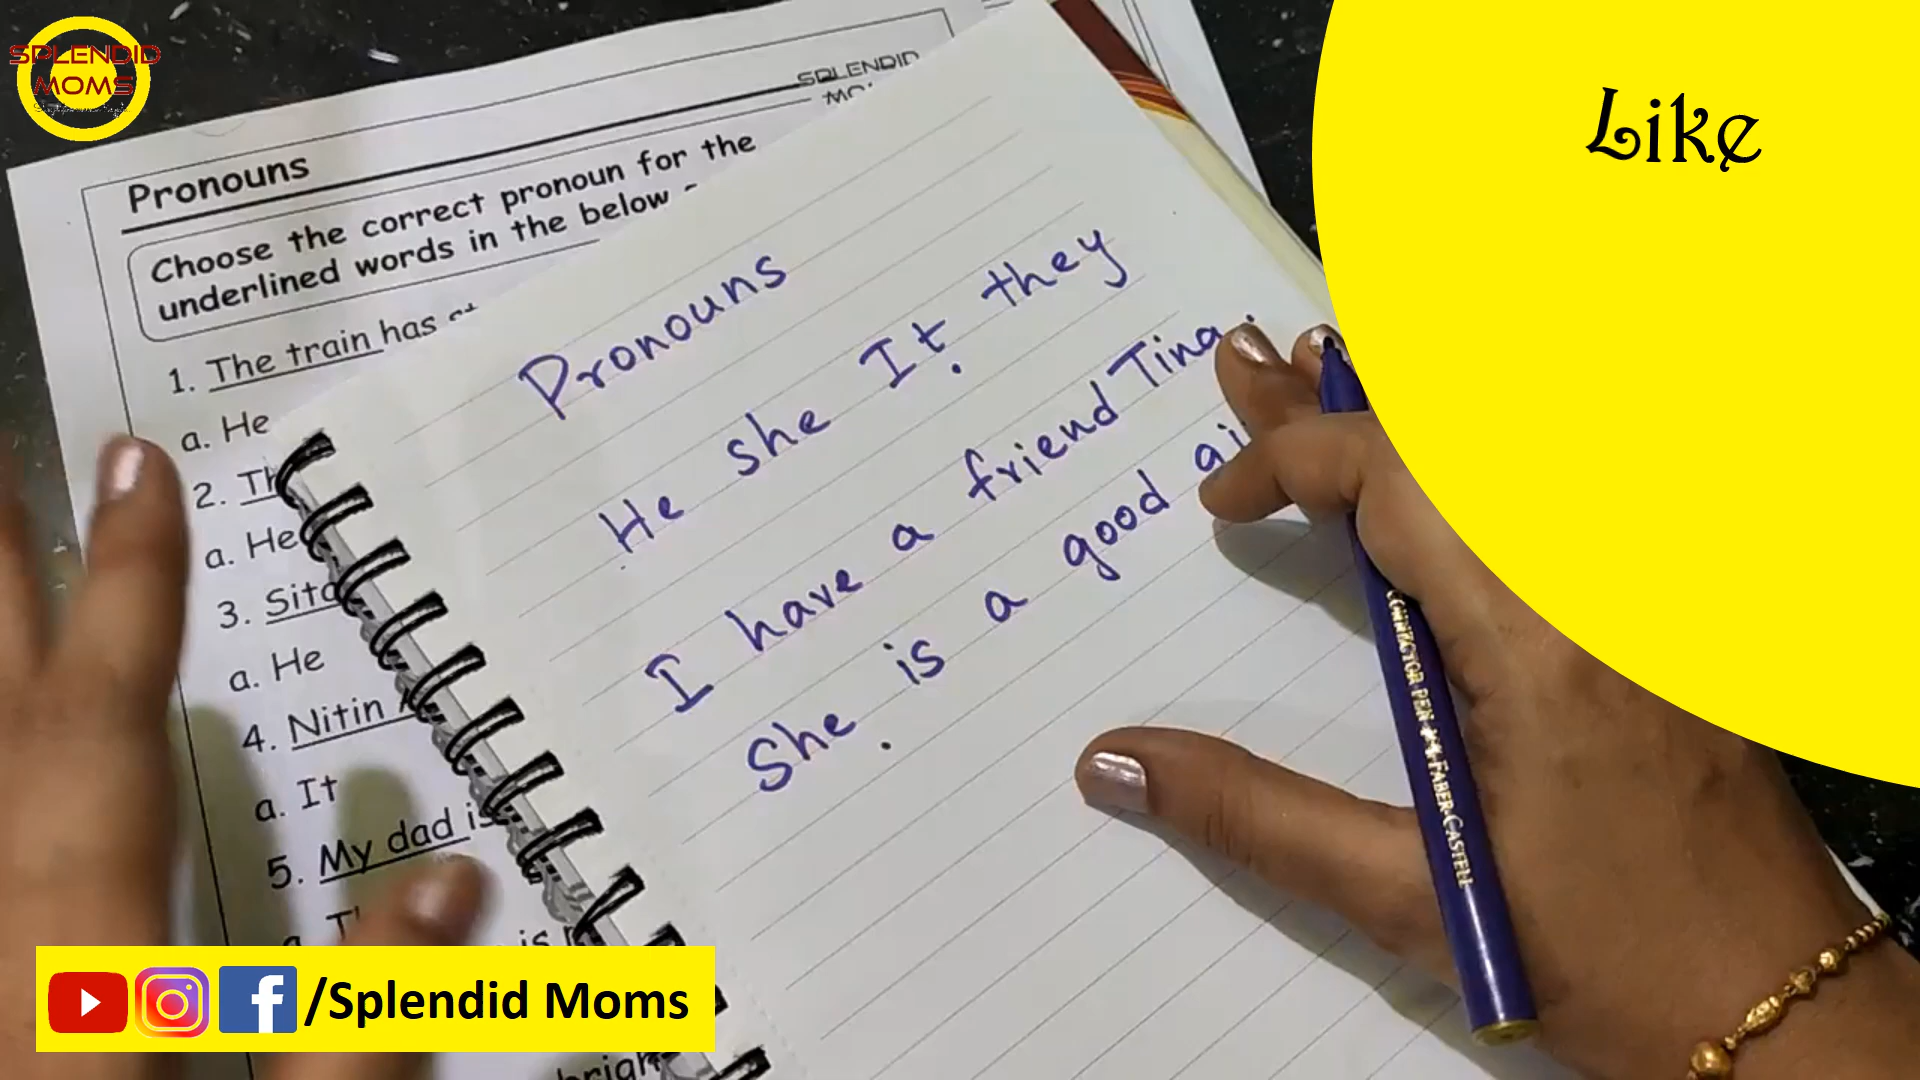 SPLENDID
MOMS
SPLENDID
Pronouns
Choose the correct pronoun for the
underlined words in the below
1. The train has
a. He
2.
a. He
3.
a. He
4. Nitin
a. It
5. My dad is
is
Pronouns
He she It they
I have a friend Tina.
She is a good
CONNECTOR PEN FABER-CASTELL
Like
/Splendid Moms